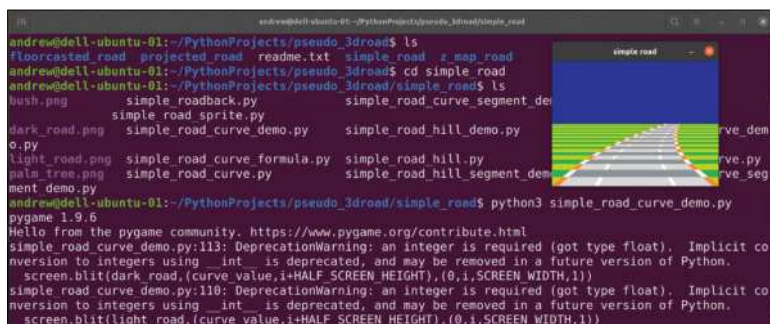 andrew@dell-ubuntu-01: ~/PythonProjects/pseudo_3droad/simple_road
andrew@dell-ubuntu-01:~/PythonProjects/pseudo_3droad$ ls
floorcasted_road projected_road readme.txt simple_road z_map_road
andrew@dell-ubuntu-01:~/PythonProjects/pseudo_3droad$ cd simple_road
andrew@dell-ubuntu-01:~/PythonProjects/pseudo_3droad/simple_road$ ls
simple road
bush.png simple_roadback.py simple_road_curve_segment_de
simple_road_sprite.py
dark_road.png simple_road_curve_demo.py simple_road_hill_demo.py rve_dem
o.py
light_road.png simple_road_curve_formula.py simple_road_hill.py rve.py
palm_tree.png simple_road_curve.py simple_road_hill_segment_dem rve_seg
ment_demo.py
andrew@dell-ubuntu-01:~/PythonProjects/pseudo_3droad/simple_road$ python3 simple_road_curve_demo.py
pygame 1.9.6
Hello from the pygame community. https://www.pygame.org/contribute.html
simple_road_curve_demo.py:113: DeprecationWarning: an integer is required (got type float). Implicit co
nversion to integers using __int__ is deprecated, and may be removed in a future version of Python.
screen.blit(dark_road,(curve_value,i+HALF_SCREEN_HEIGHT),(0,i,SCREEN_WIDTH,1))
simple_road_curve_demo.py:110: DeprecationWarning: an integer is required (got type float). Implicit co
nversion to integers using __int__ is deprecated, and may be removed in a future version of Python.
screen.blit(light_road,(curve_value,i+HALF_SCREEN_HEIGHT),(0,i,SCREEN_WIDTH,1))